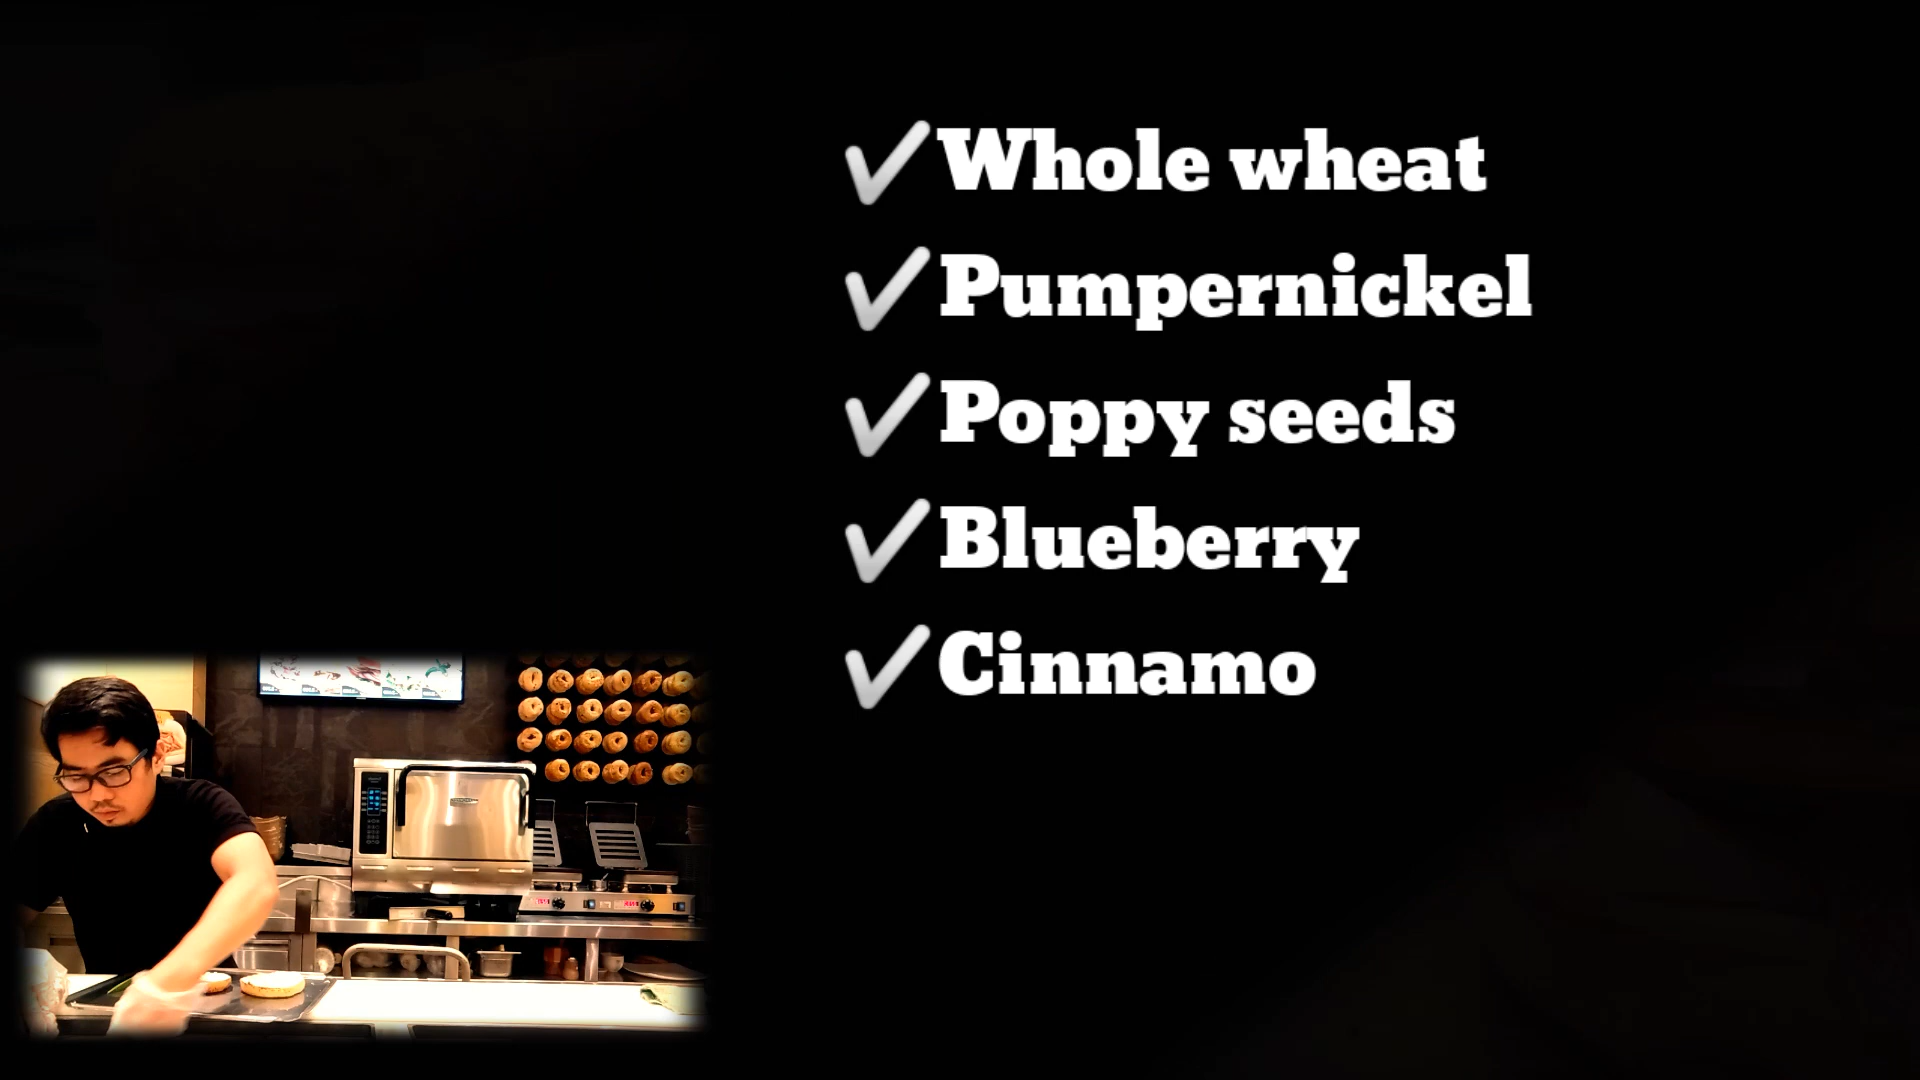 ✔Whole wheat
✔Pumpernickel
✔Poppy seeds
✔Blueberry
✔Cinnamo